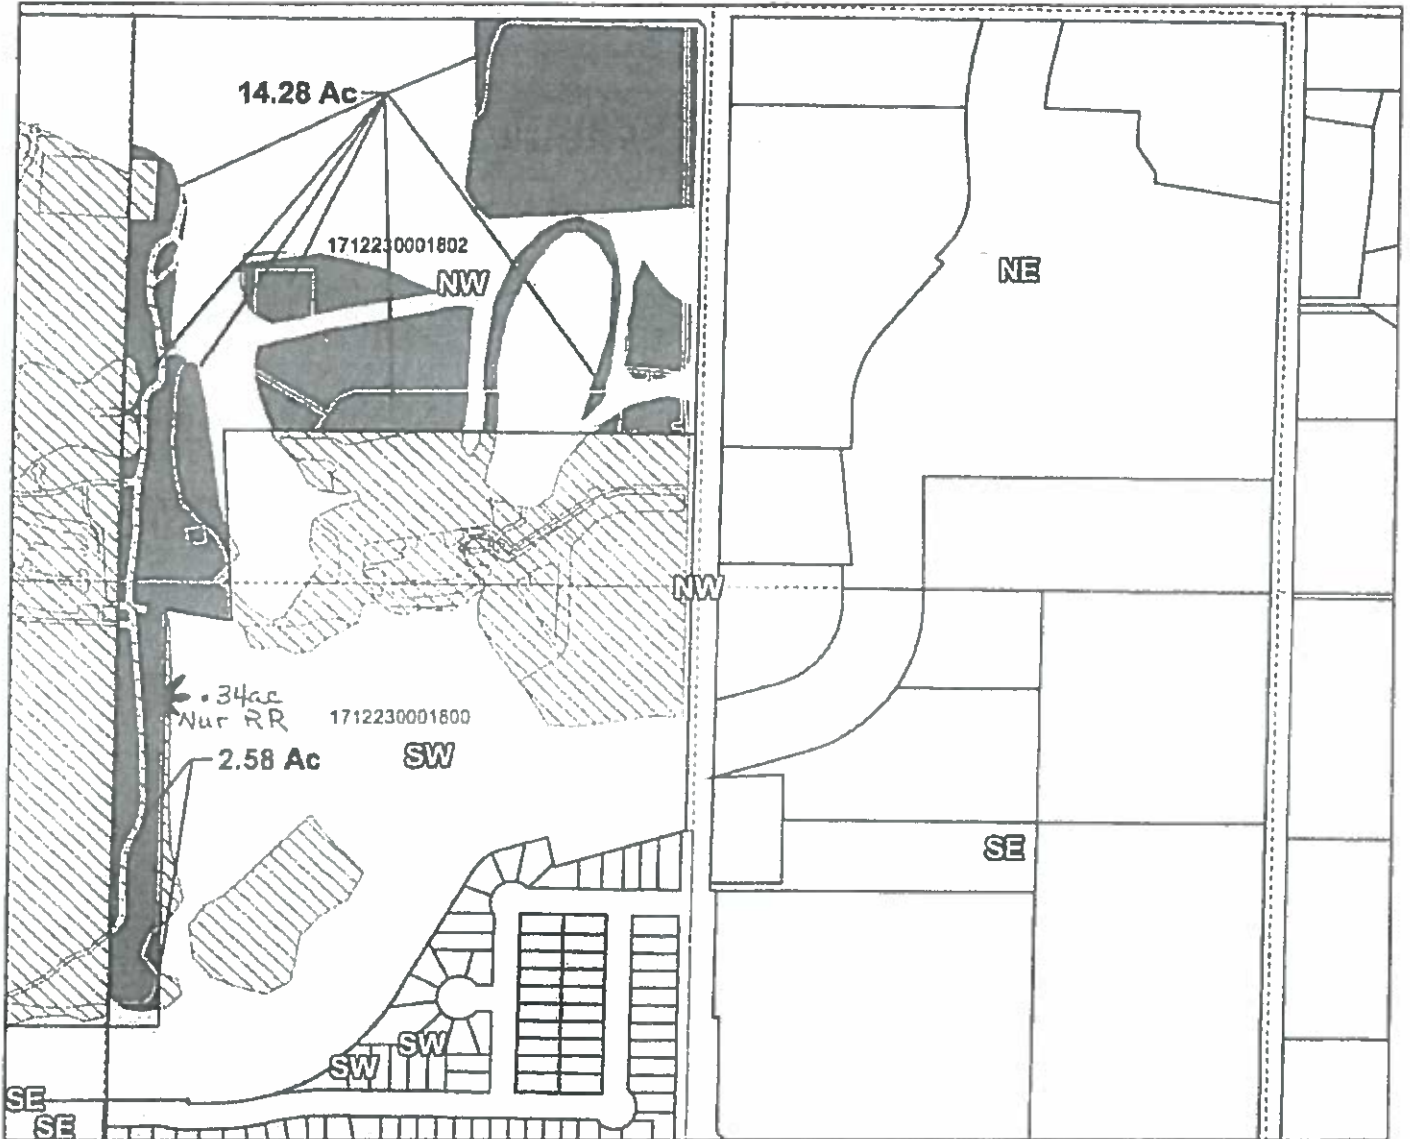 14.28 Ac
1712230001802
NW
NE
NW
.34ac
Nur RR
1712230001800
2.58 Ac
SW
SE
SW
SW
SE
SE